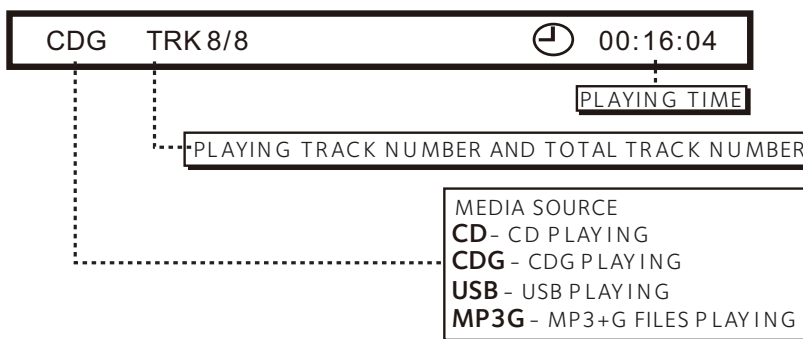 CDG TRK 8/8 00:16:04
PLAYING TIME
PLAYING TRACK NUMBER AND TOTAL TRACK NUMBER
MEDIA SOURCE
CD - CD PLAYING
CDG - CDG PLAYING
USB - USB PLAYING
MP3G - MP3+G FILES PLAYING